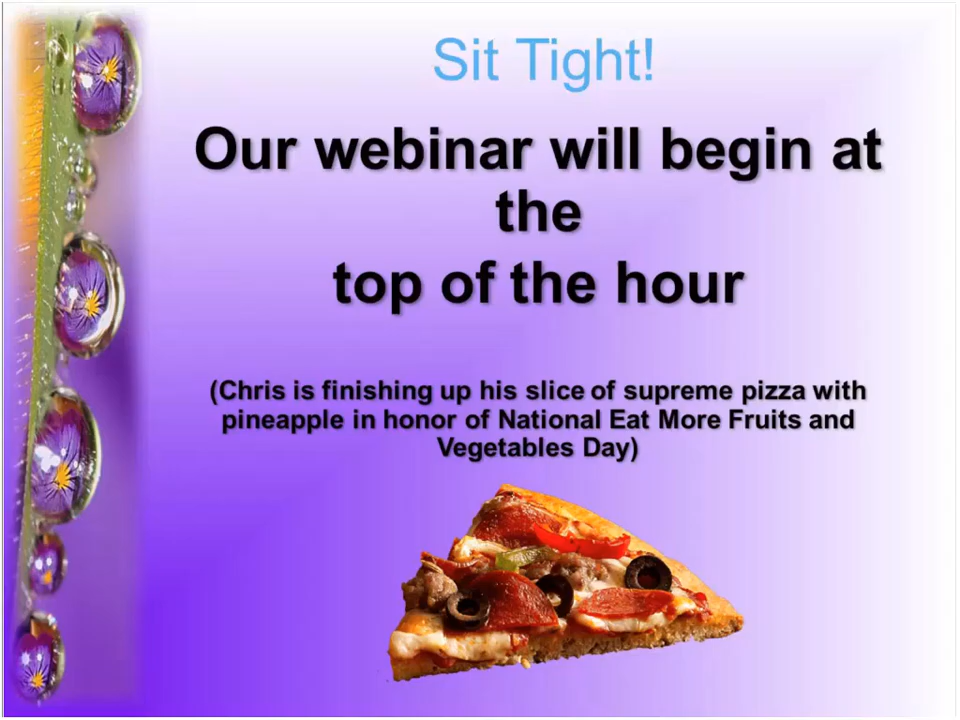 Sit Tight!
Our webinar will begin at
the
top of the hour
(Chris is finishing up his slice of supreme pizza with
pineapple in honor of National Eat More Fruits and
Vegetables Day)